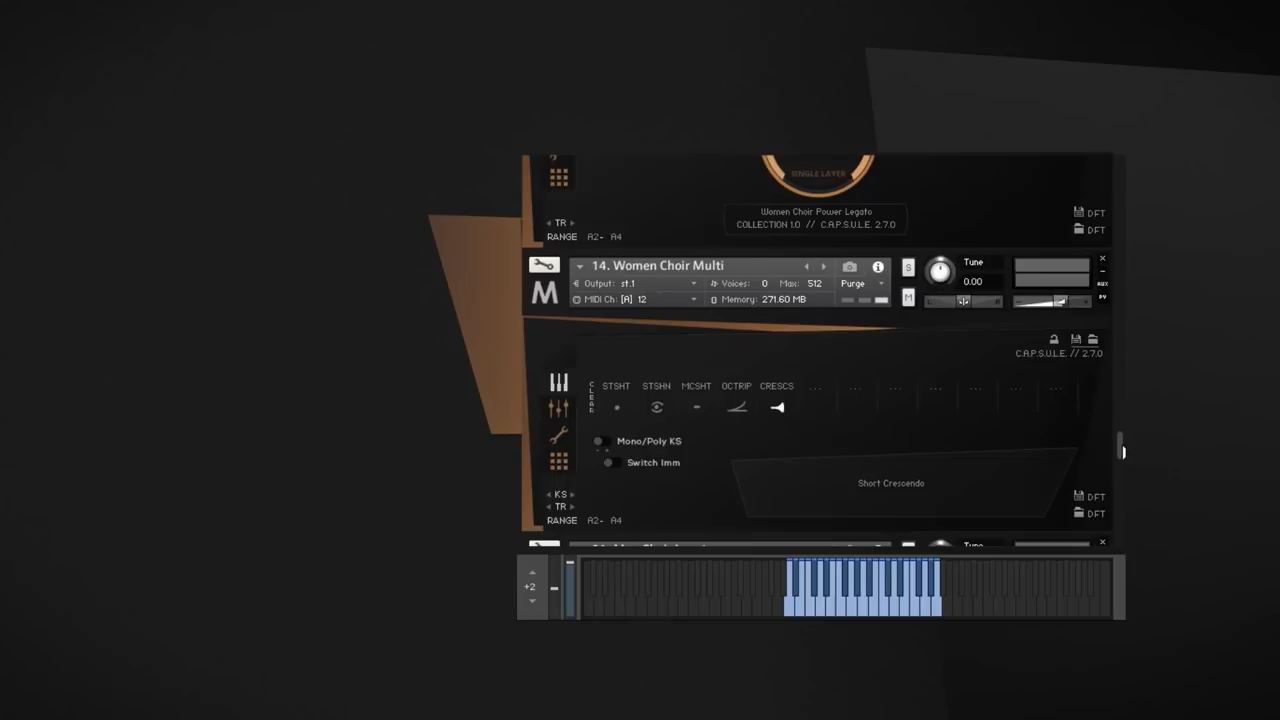 SINGLE LAYER
Women Choir Power Legato
COLLECTION 1.0 // C.A.P.S.U.L.E. 2.7.0
DFT
DFT
TR
RANGE A2- A4
14. Women Choir Multi
S
Tune
Output: st.1
Voices: 0 Max: 512
Purge
0.00
AUX
PV
M
MIDI Ch: [A] 12
Memory: 271.60 MB
M
L
R
C.A.P.S.U.L.E. // 2.7.0
CLEAR
STSHT STSHN MCSHT OCTRIP CRESCS ... ... ... ... ... ... ...
Mono/Poly KS
Switch Imm
Short Crescendo
KS
TR
RANGE A2- A4
DFT
DFT
Tune
+2